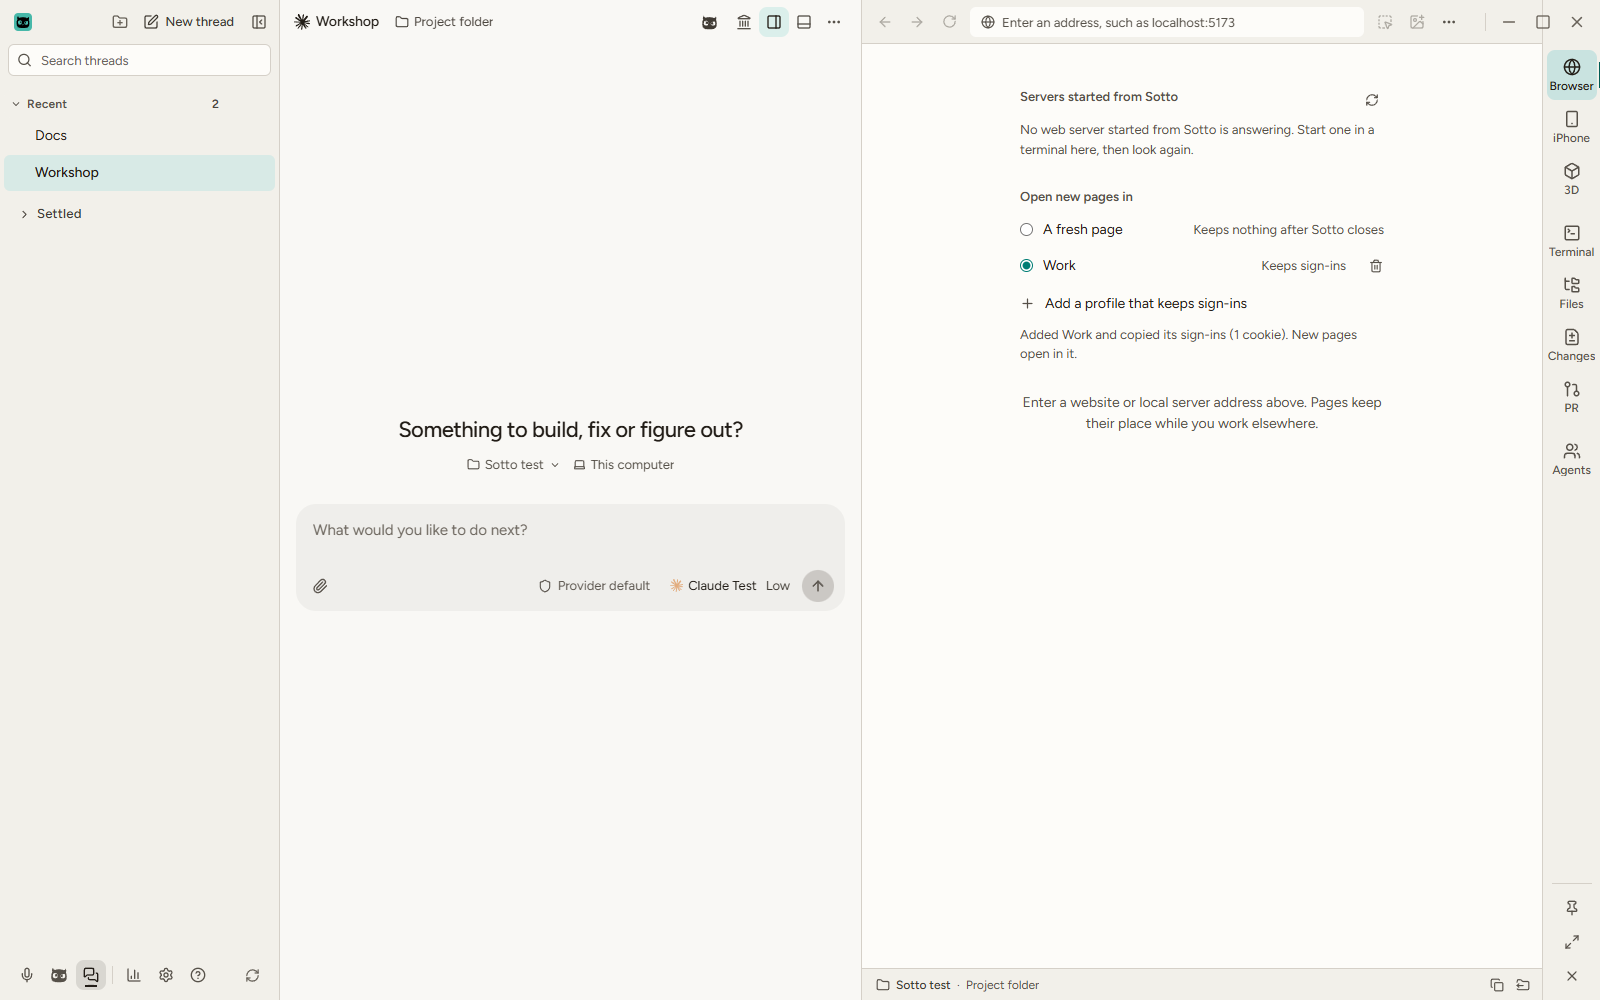 New thread
Search threads
Recent 2
Docs
Workshop
Settled
Workshop Project folder
Something to build, fix or figure out?
Sotto test This computer
What would you like to do next?
Provider default Claude Test Low
Enter an address, such as localhost:5173
Servers started from Sotto
No web server started from Sotto is answering. Start one in a
terminal here, then look again.
Open new pages in
A fresh page Keeps nothing after Sotto closes
Work Keeps sign-ins
Add a profile that keeps sign-ins
Added Work and copied its sign-ins (1 cookie). New pages
open in it.
Enter a website or local server address above. Pages keep
their place while you work elsewhere.
Sotto test · Project folder
Browser
iPhone
3D
Terminal
Files
Changes
PR
Agents